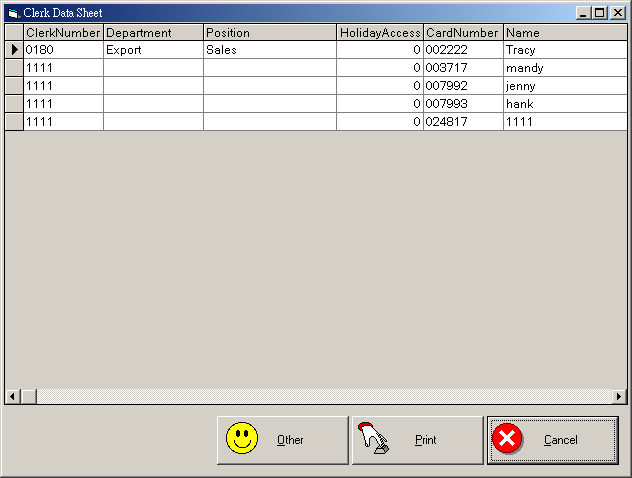 Clerk Data Sheet
ClerkNumber Department Position HolidayAccess CardNumber Name
0180 Export Sales 0 002222 Tracy
1111 0 003717 mandy
1111 0 007992 jenny
1111 0 007993 hank
1111 0 024817 1111
Other Print Cancel